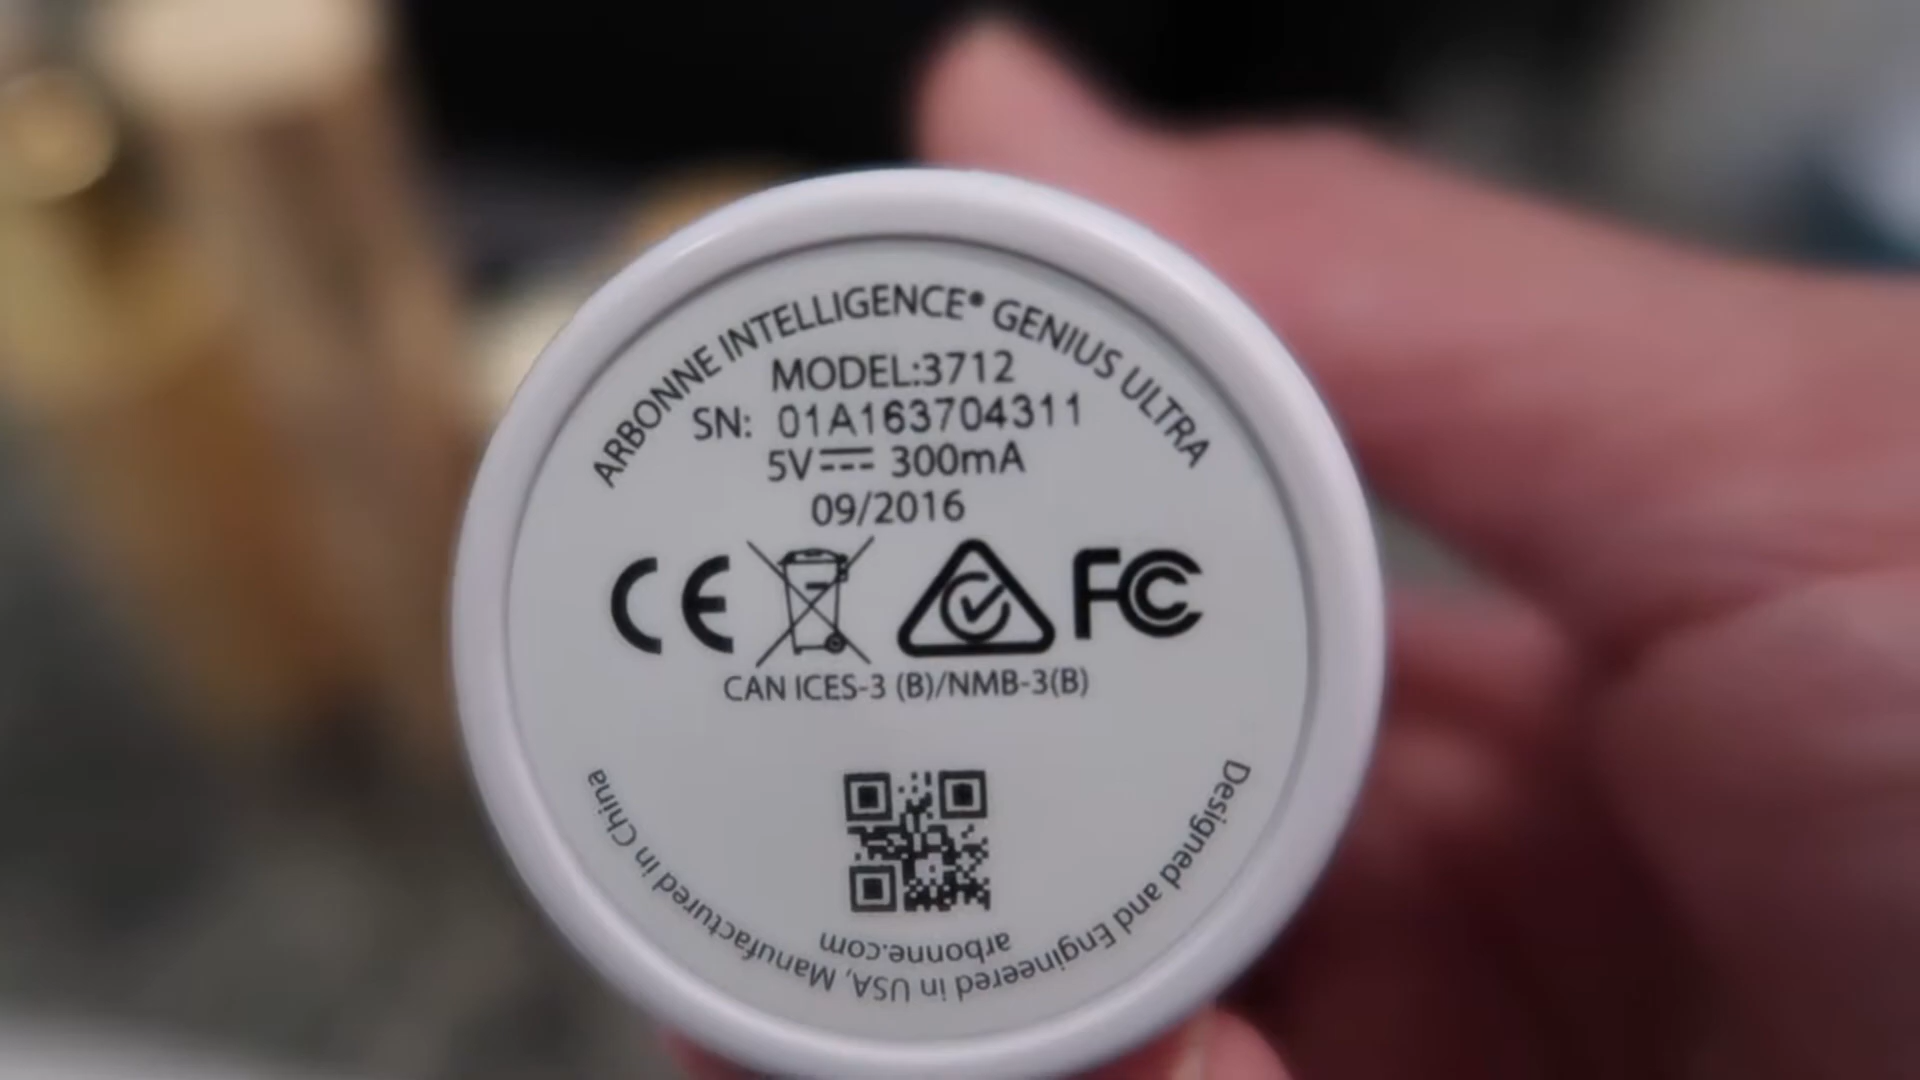 ARBONNE INTELLIGENCE® GENIUS ULTRA
MODEL:3712
SN: 01A163704311
5V⎓ 300mA
09/2016
CE FC
CAN ICES-3 (B)/NMB-3(B)
arbonne.com
Designed and Engineered in USA, Manufactured in China